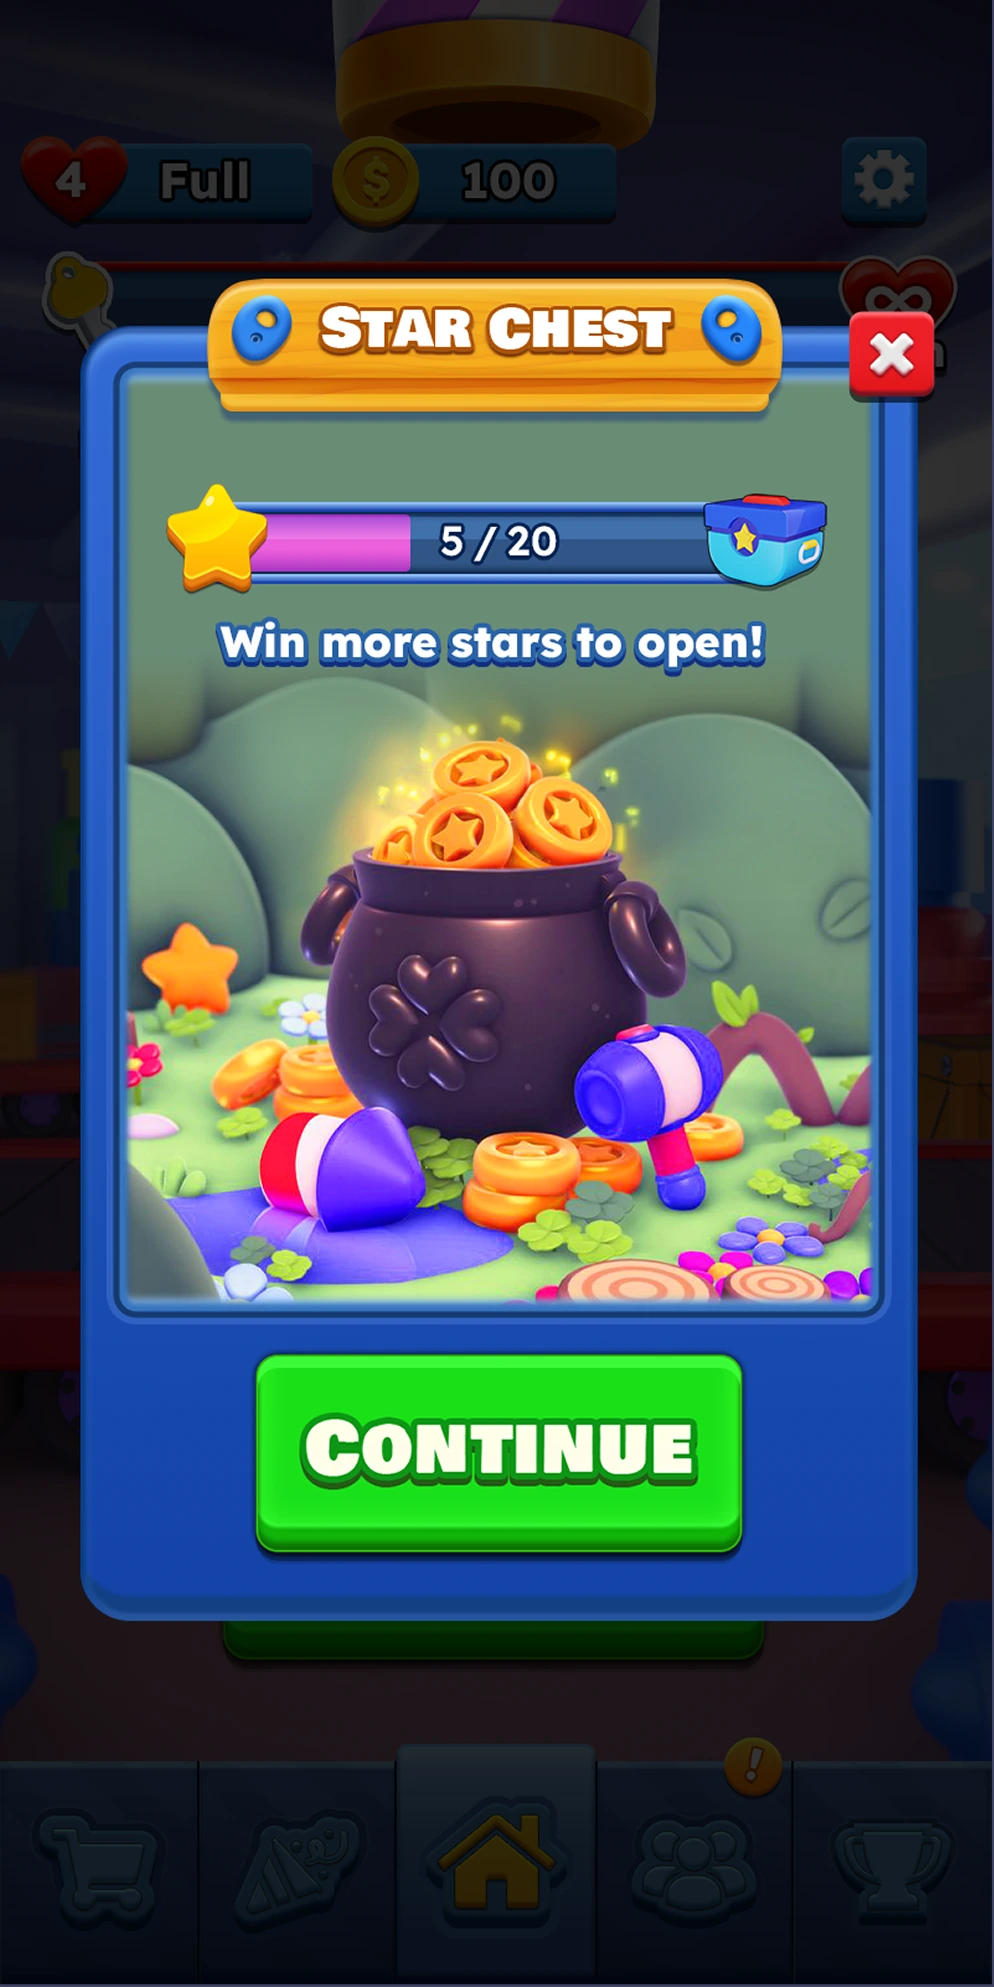 4 Full $ 100
STAR CHEST
5 / 20
Win more stars to open!
CONTINUE
!